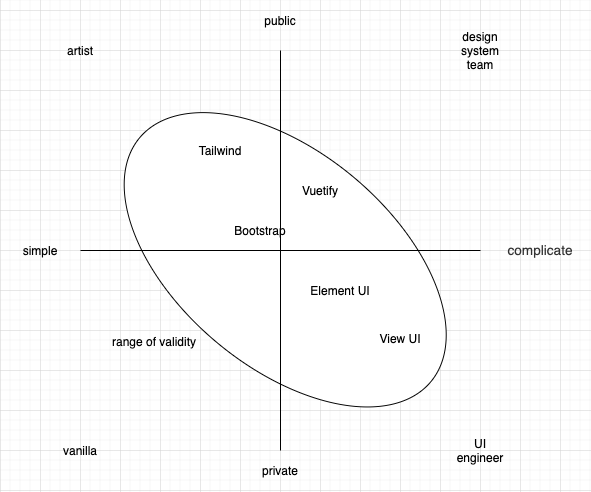 public
artist
design
system
team
Tailwind
Vuetify
Bootstrap
simple
complicate
Element UI
range of validity
View UI
vanilla
UI
engineer
private